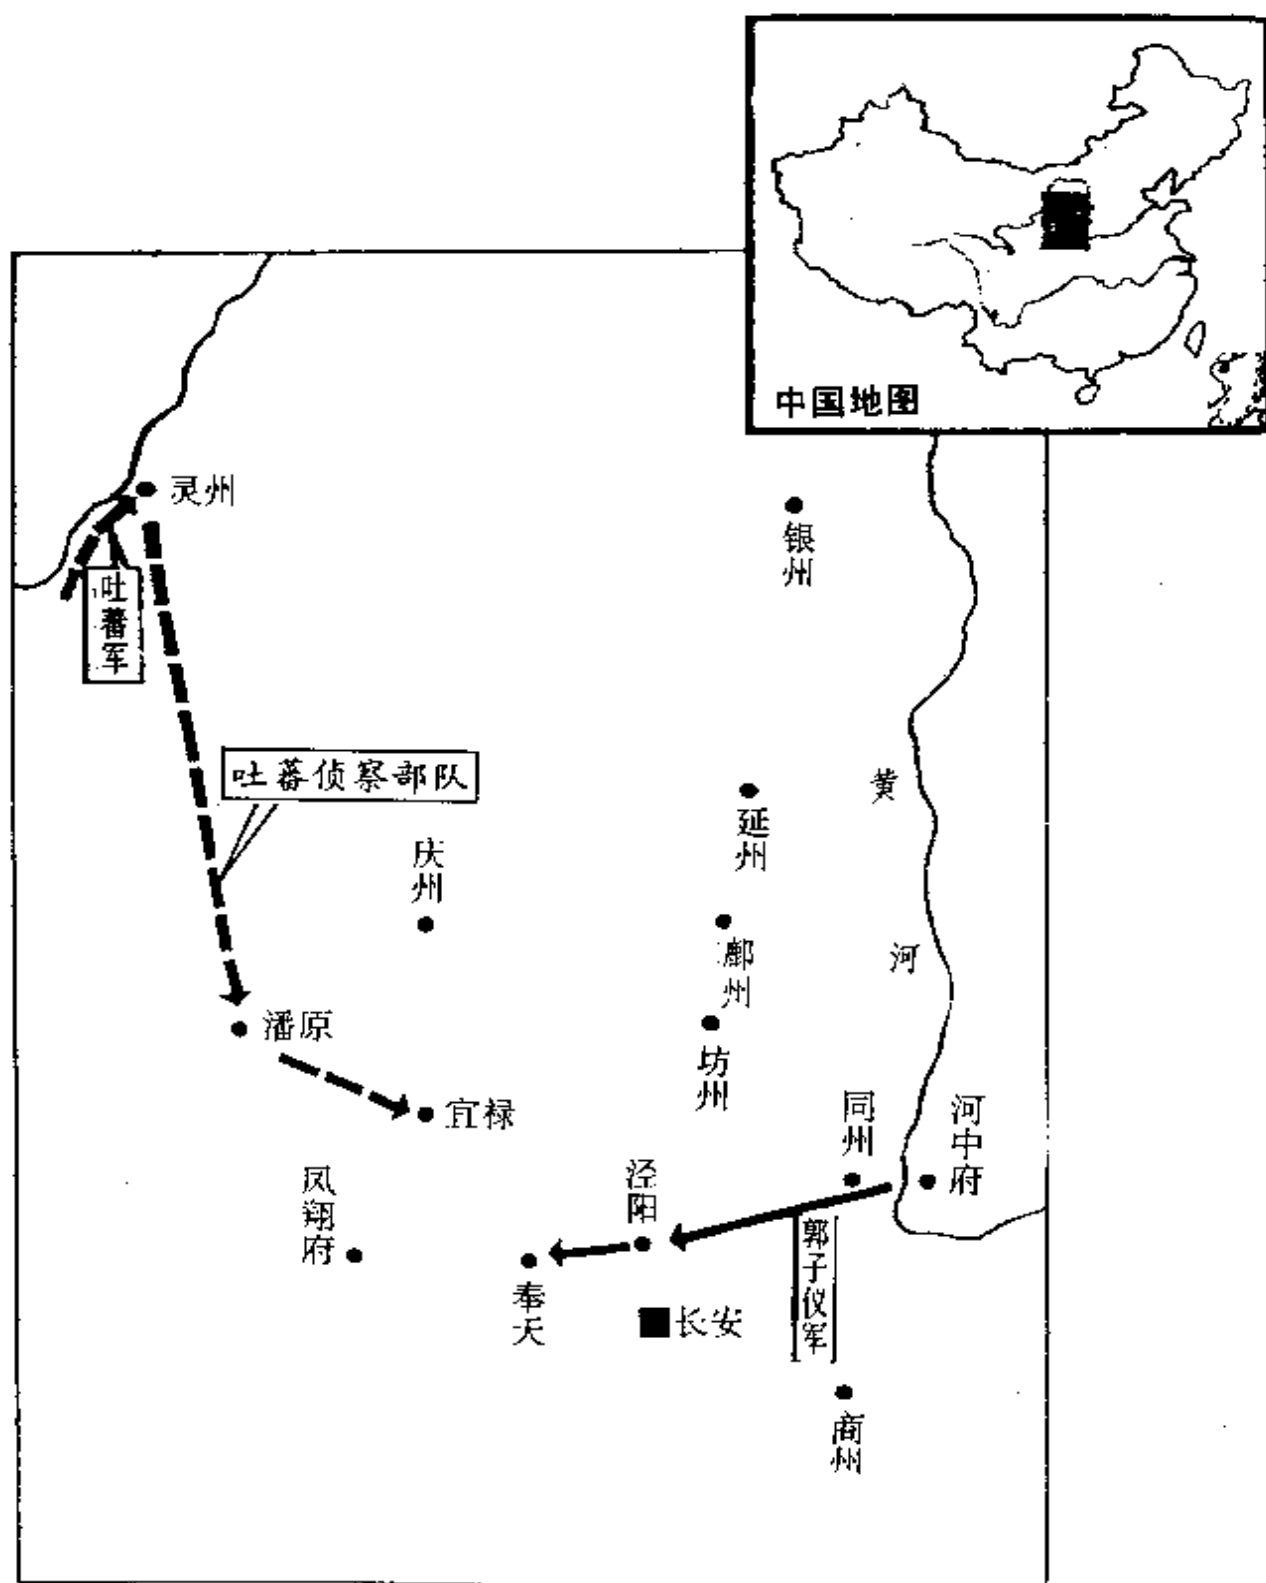 中国地图
灵州
银州
吐蕃军
吐蕃侦察部队
黄河
延州
庆州
鄜州
潘原
坊州
宜禄
同州
河中府
凤翔府
泾阳
郭子仪军
奉天
长安
商州